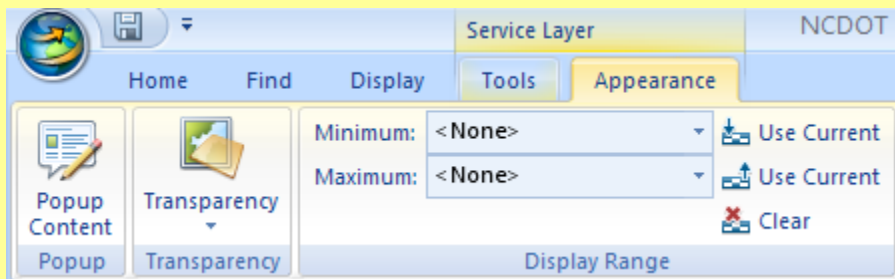 Service Layer NCDOT
Home Find Display Tools Appearance
Minimum: <None> Use Current
Maximum: <None> Use Current
Popup Content Transparency Clear
Popup Transparency Display Range